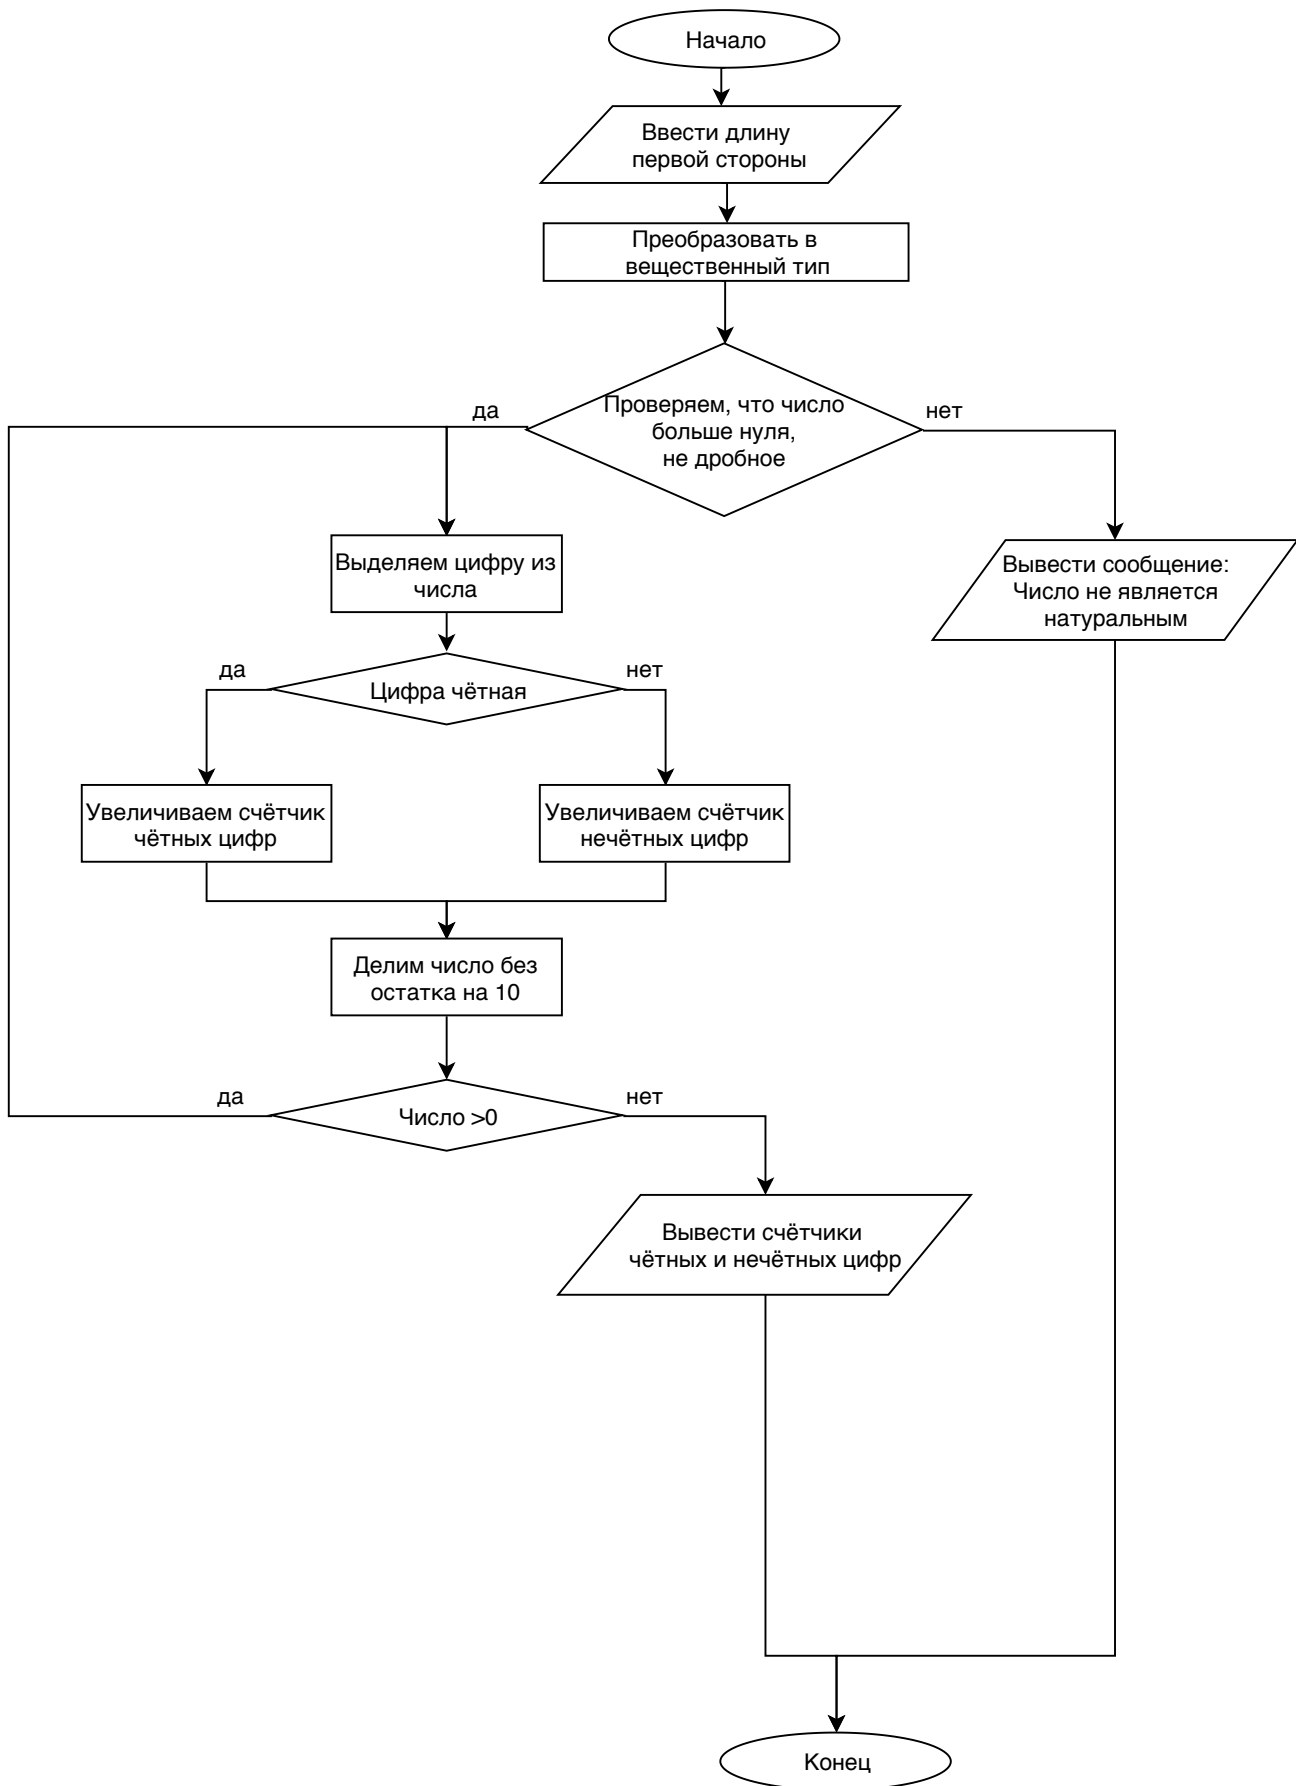 Начало
Ввести длину
первой стороны
Преобразовать в
вещественный тип
да
Проверяем, что число
больше нуля,
не дробное
нет
Выделяем цифру из
числа
Вывести сообщение:
Число не является
натуральным
да
Цифра чётная
нет
Увеличиваем счётчик
чётных цифр
Увеличиваем счётчик
нечётных цифр
Делим число без
остатка на 10
да
Число >0
нет
Вывести счётчики
чётных и нечётных цифр
Конец